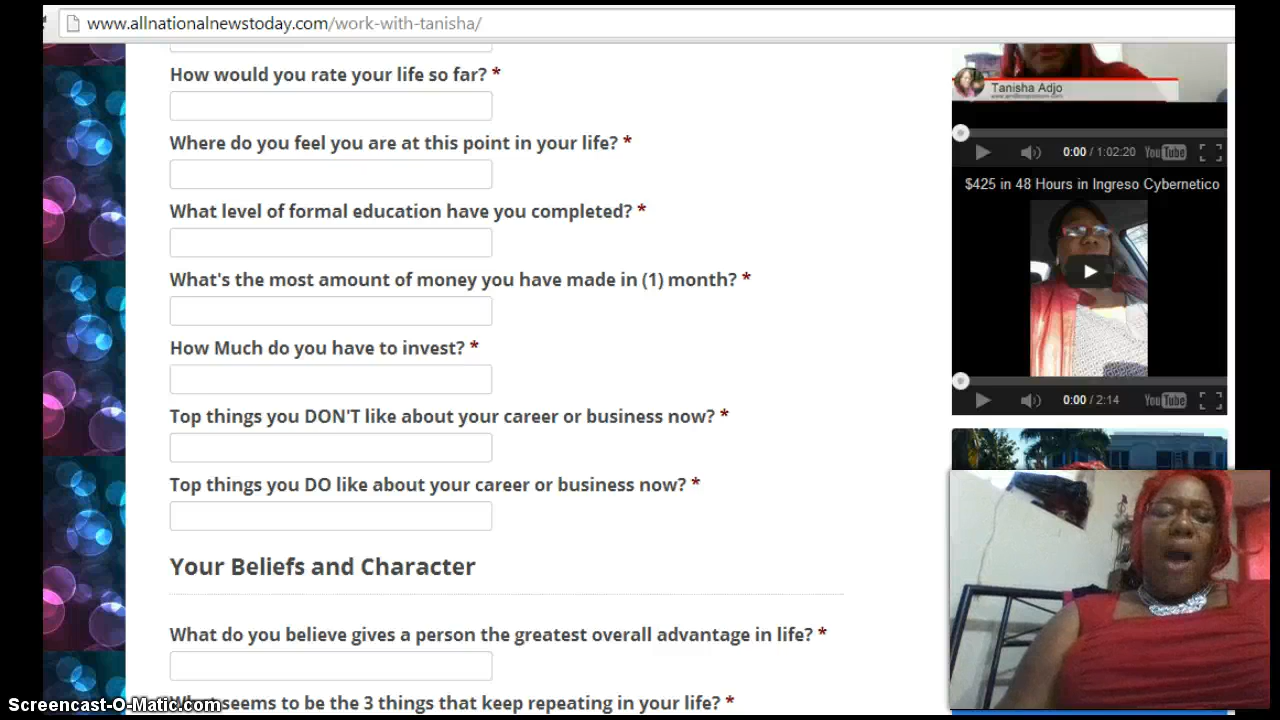 www.allnationalnewstoday.com/work-with-tanisha/
How would you rate your life so far? *
Where do you feel you are at this point in your life? *
What level of formal education have you completed? *
What's the most amount of money you have made in (1) month? *
How Much do you have to invest? *
Top things you DON'T like about your career or business now? *
Top things you DO like about your career or business now? *
Your Beliefs and Character
What do you believe gives a person the greatest overall advantage in life? *
seems to be the 3 things that keep repeating in your life? *
Tanisha Adjo
0:00 / 1:02:20 YouTube
$425 in 48 Hours in Ingreso Cybernetico
0:00 / 2:14 YouTube
Screencast-O-Matic.com